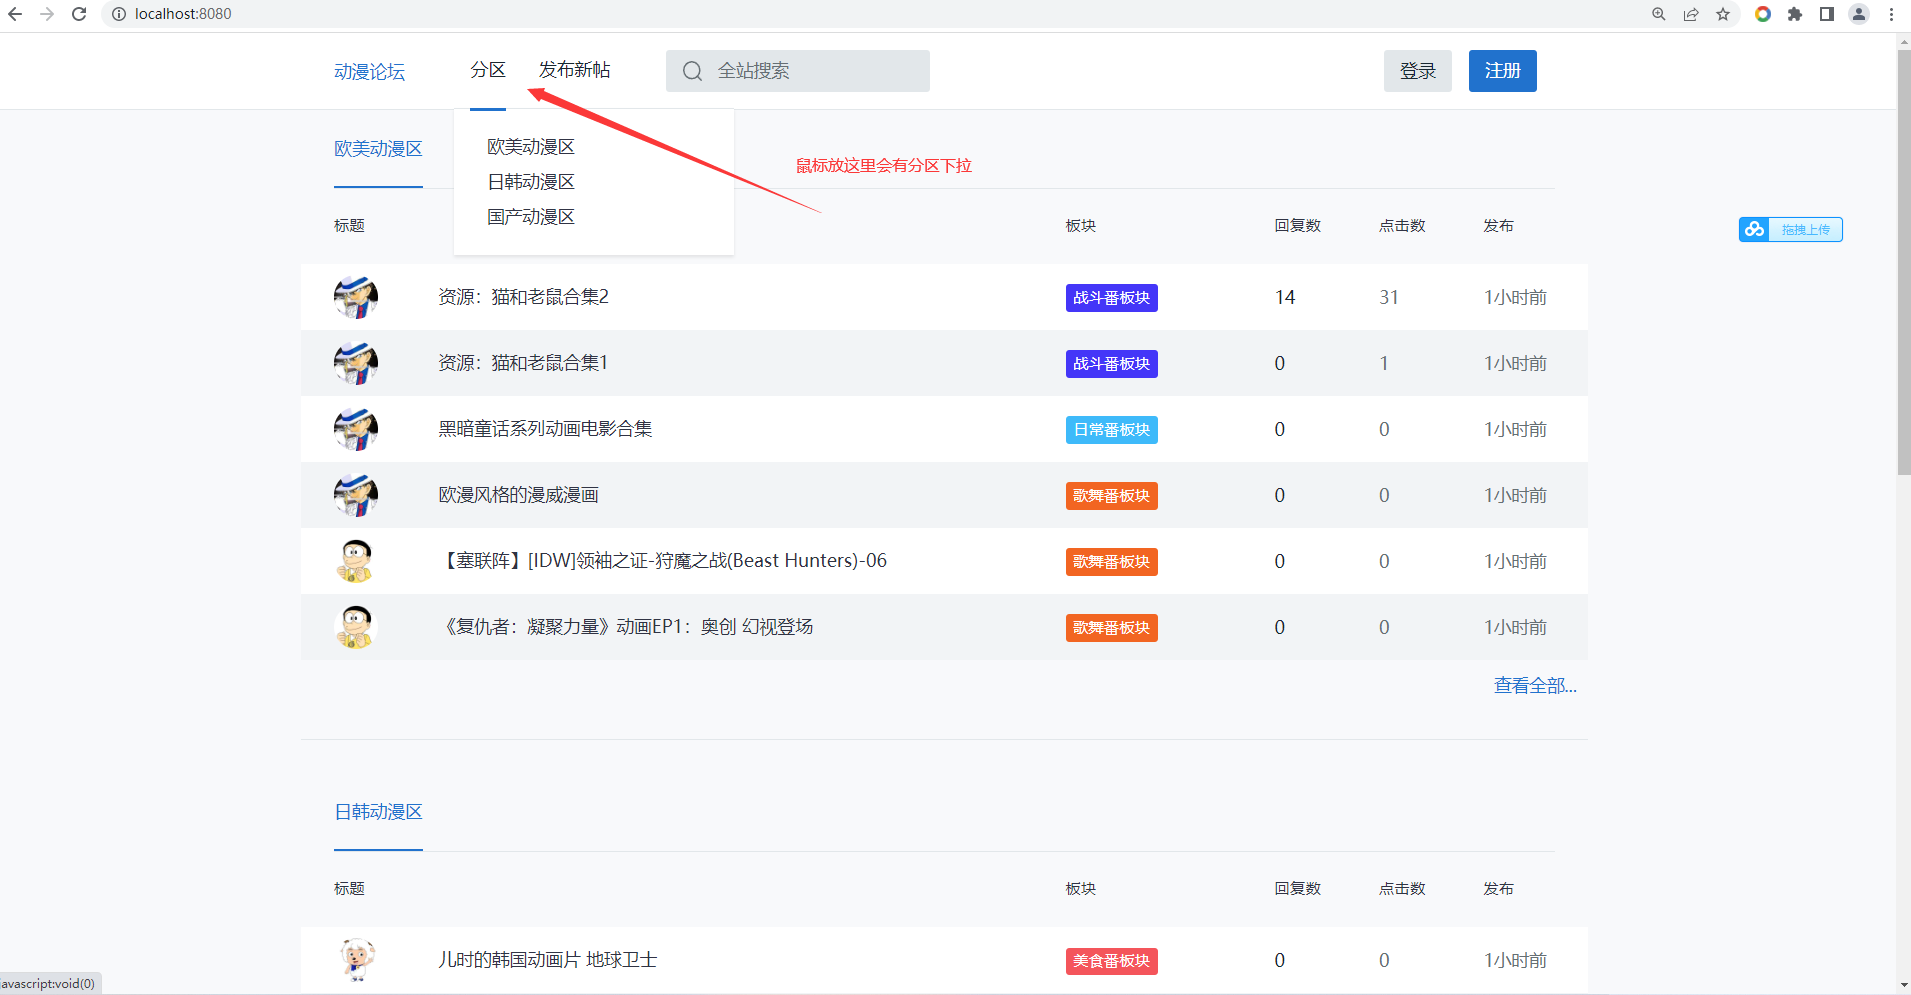 localhost:8080
动漫论坛
分区
发布新帖
全站搜索
登录
注册
欧美动漫区
欧美动漫区
日韩动漫区
国产动漫区
鼠标放这里会有分区下拉
标题 板块 回复数 点击数 发布
拖拽上传
资源：猫和老鼠合集2 战斗番板块 14 31 1小时前
资源：猫和老鼠合集1 战斗番板块 0 1 1小时前
黑暗童话系列动画电影合集 日常番板块 0 0 1小时前
欧漫风格的漫威漫画 歌舞番板块 0 0 1小时前
【塞联阵】[IDW]领袖之证-狩魔之战(Beast Hunters)-06 歌舞番板块 0 0 1小时前
《复仇者：凝聚力量》动画EP1：奥创 幻视登场 歌舞番板块 0 0 1小时前
查看全部...
日韩动漫区
标题 板块 回复数 点击数 发布
儿时的韩国动画片 地球卫士 美食番板块 0 0 1小时前
avascript:void(0)